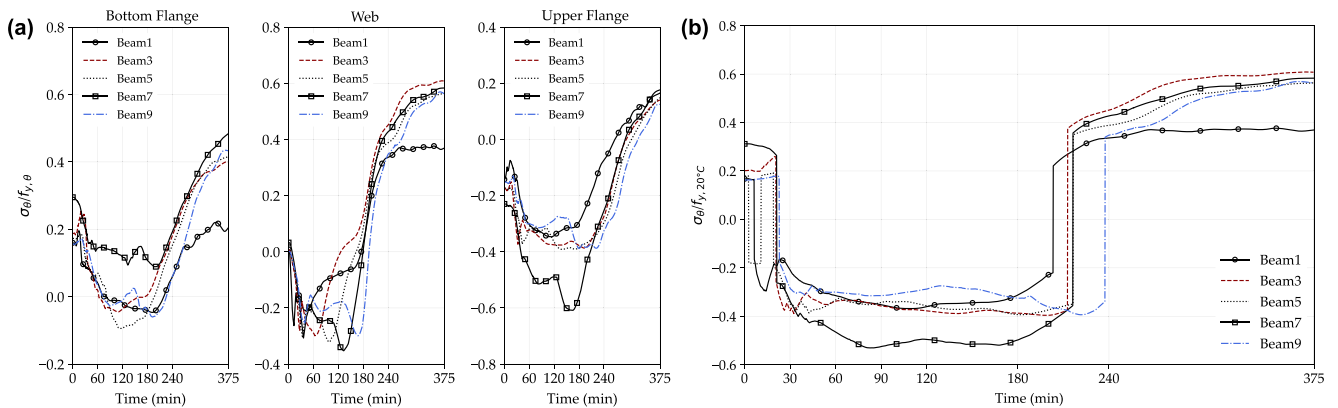 (a)
Bottom Flange
0.8
0.6
0.4
0.2
0.0
−0.2
σθ/fy, θ
Beam1
Beam3
Beam5
Beam7
Beam9
0 60 120 180 240 375
Time (min)
Web
0.8
0.6
0.4
0.2
0.0
−0.2
−0.4
Beam1
Beam3
Beam5
Beam7
Beam9
0 60 120 180 240 375
Time (min)
Upper Flange
0.4
0.2
0.0
−0.2
−0.4
−0.6
−0.8
Beam1
Beam3
Beam5
Beam7
Beam9
0 60 120 180 240 375
Time (min)
(b)
0.8
0.6
0.4
0.2
0.0
−0.2
−0.4
−0.6
σθ/fy, 20°C
Beam1
Beam3
Beam5
Beam7
Beam9
0 30 60 90 120 180 240 375
Time (min)